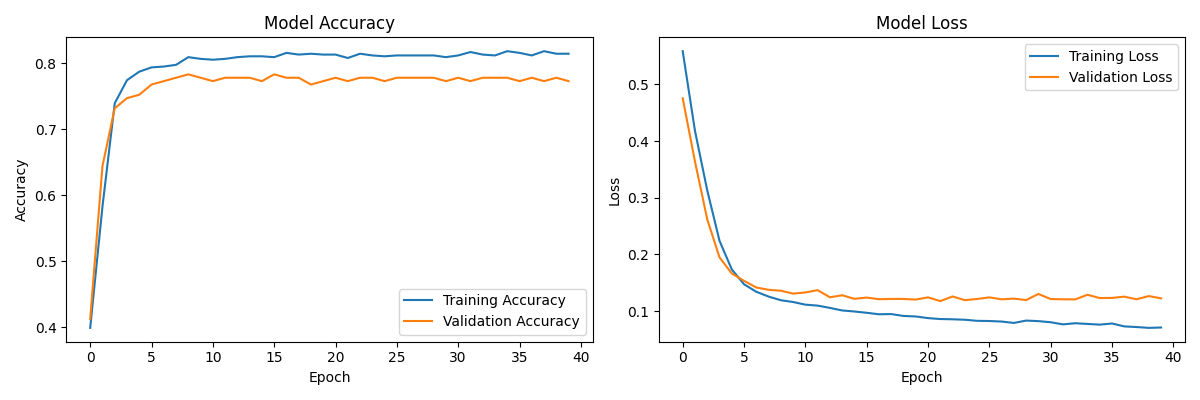 Model Accuracy
Accuracy
0.8
0.7
0.6
0.5
0.4
Training Accuracy
Validation Accuracy
0 5 10 15 20 25 30 35 40
Epoch
Model Loss
Loss
0.5
0.4
0.3
0.2
0.1
Training Loss
Validation Loss
0 5 10 15 20 25 30 35 40
Epoch